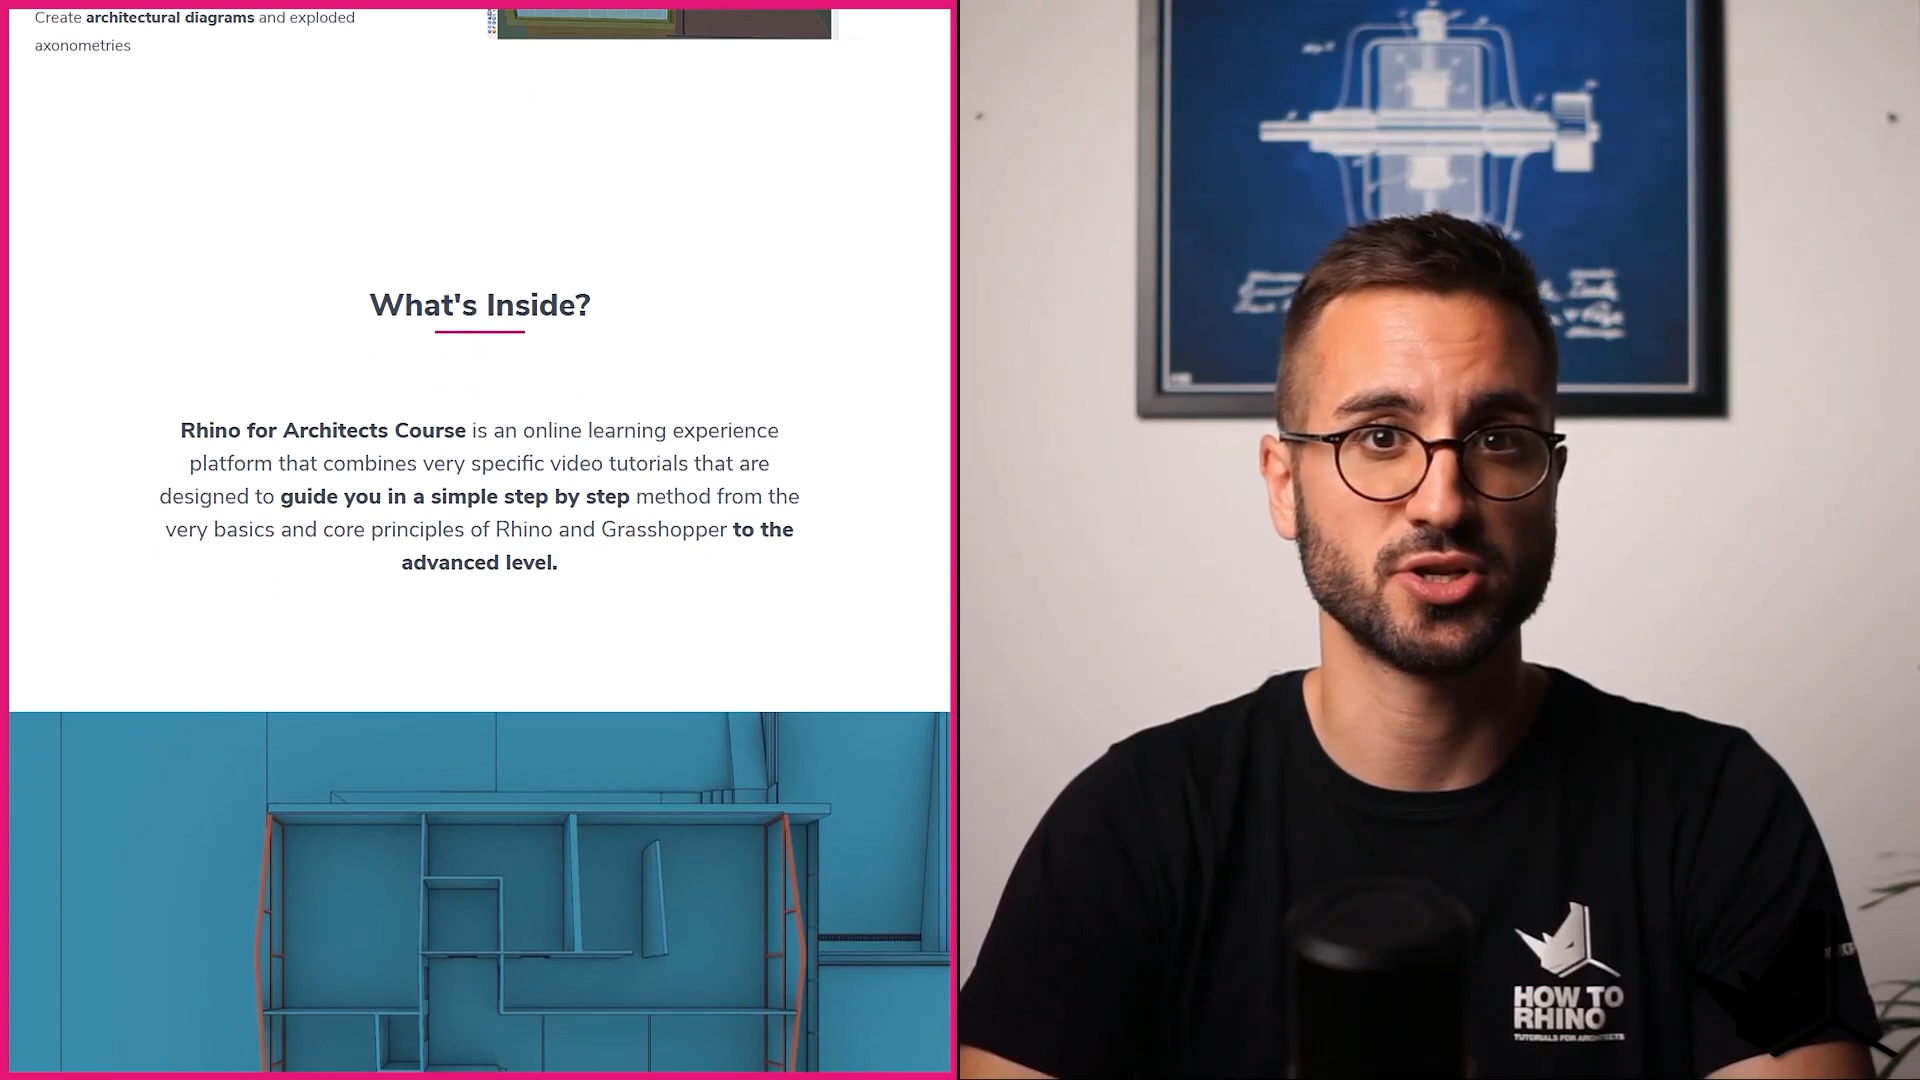 Create architectural diagrams and exploded
axonometries
What's Inside?
Rhino for Architects Course is an online learning experience
platform that combines very specific video tutorials that are
designed to guide you in a simple step by step method from the
very basics and core principles of Rhino and Grasshopper to the
advanced level.
HOW TO
RHINO
TUTORIALS FOR ARCHITECTS